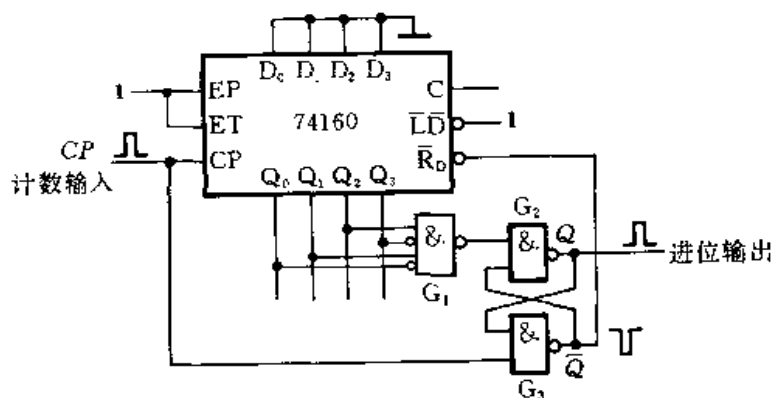 D₀ D₁ D₂ D₃
1 EP C
ET 74160 L̅D̅ 1
CP CP R̅D
计数输入 Q₀ Q₁ Q₂ Q₃
& G₁
G₂ & Q 进位输出
& Q̅
G₃